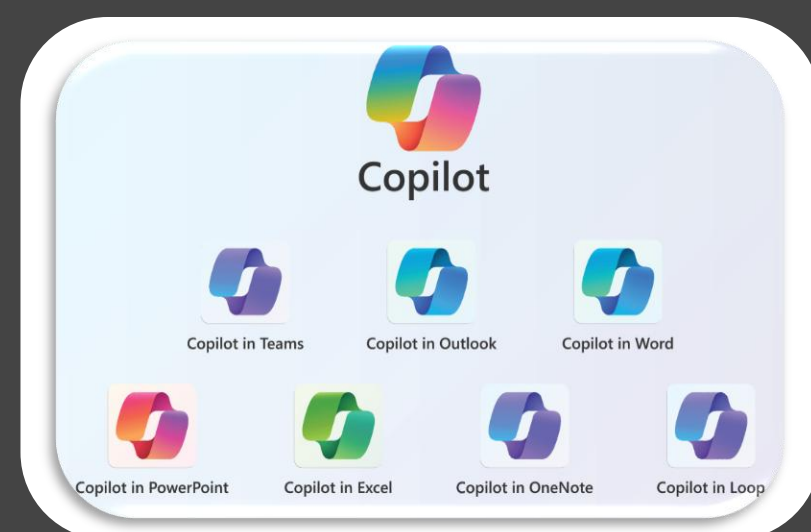 Copilot
Copilot in Teams
Copilot in Outlook
Copilot in Word
Copilot in PowerPoint
Copilot in Excel
Copilot in OneNote
Copilot in Loop